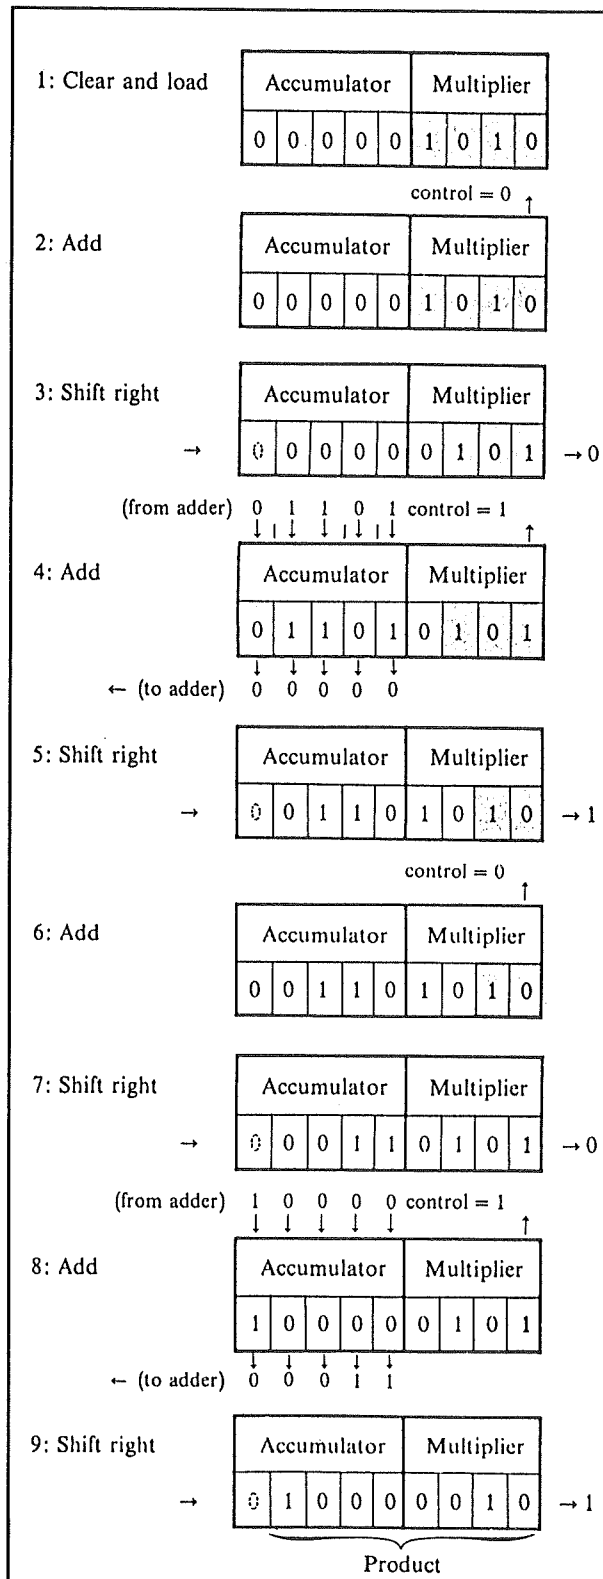 1: Clear and load
Accumulator Multiplier
0 0 0 0 0 1 0 1 0
control = 0 ↑
2: Add
Accumulator Multiplier
0 0 0 0 0 1 0 1 0
3: Shift right
Accumulator Multiplier
→ 0 0 0 0 0 0 1 0 1 → 0
(from adder) 0 1 1 0 1 control = 1
↓ ↓ ↓ ↓ ↓ ↑
4: Add
Accumulator Multiplier
0 1 1 0 1 0 1 0 1
↓ ↓ ↓ ↓ ↓
← (to adder) 0 0 0 0 0
5: Shift right
Accumulator Multiplier
→ 0 0 1 1 0 1 0 1 0 → 1
control = 0 ↑
6: Add
Accumulator Multiplier
0 0 1 1 0 1 0 1 0
7: Shift right
Accumulator Multiplier
→ 0 0 0 1 1 0 1 0 1 → 0
(from adder) 1 0 0 0 0 control = 1
↓ ↓ ↓ ↓ ↓ ↑
8: Add
Accumulator Multiplier
1 0 0 0 0 0 1 0 1
↓ ↓ ↓ ↓ ↓
← (to adder) 0 0 0 1 1
9: Shift right
Accumulator Multiplier
→ 0 1 0 0 0 0 0 1 0 → 1
Product